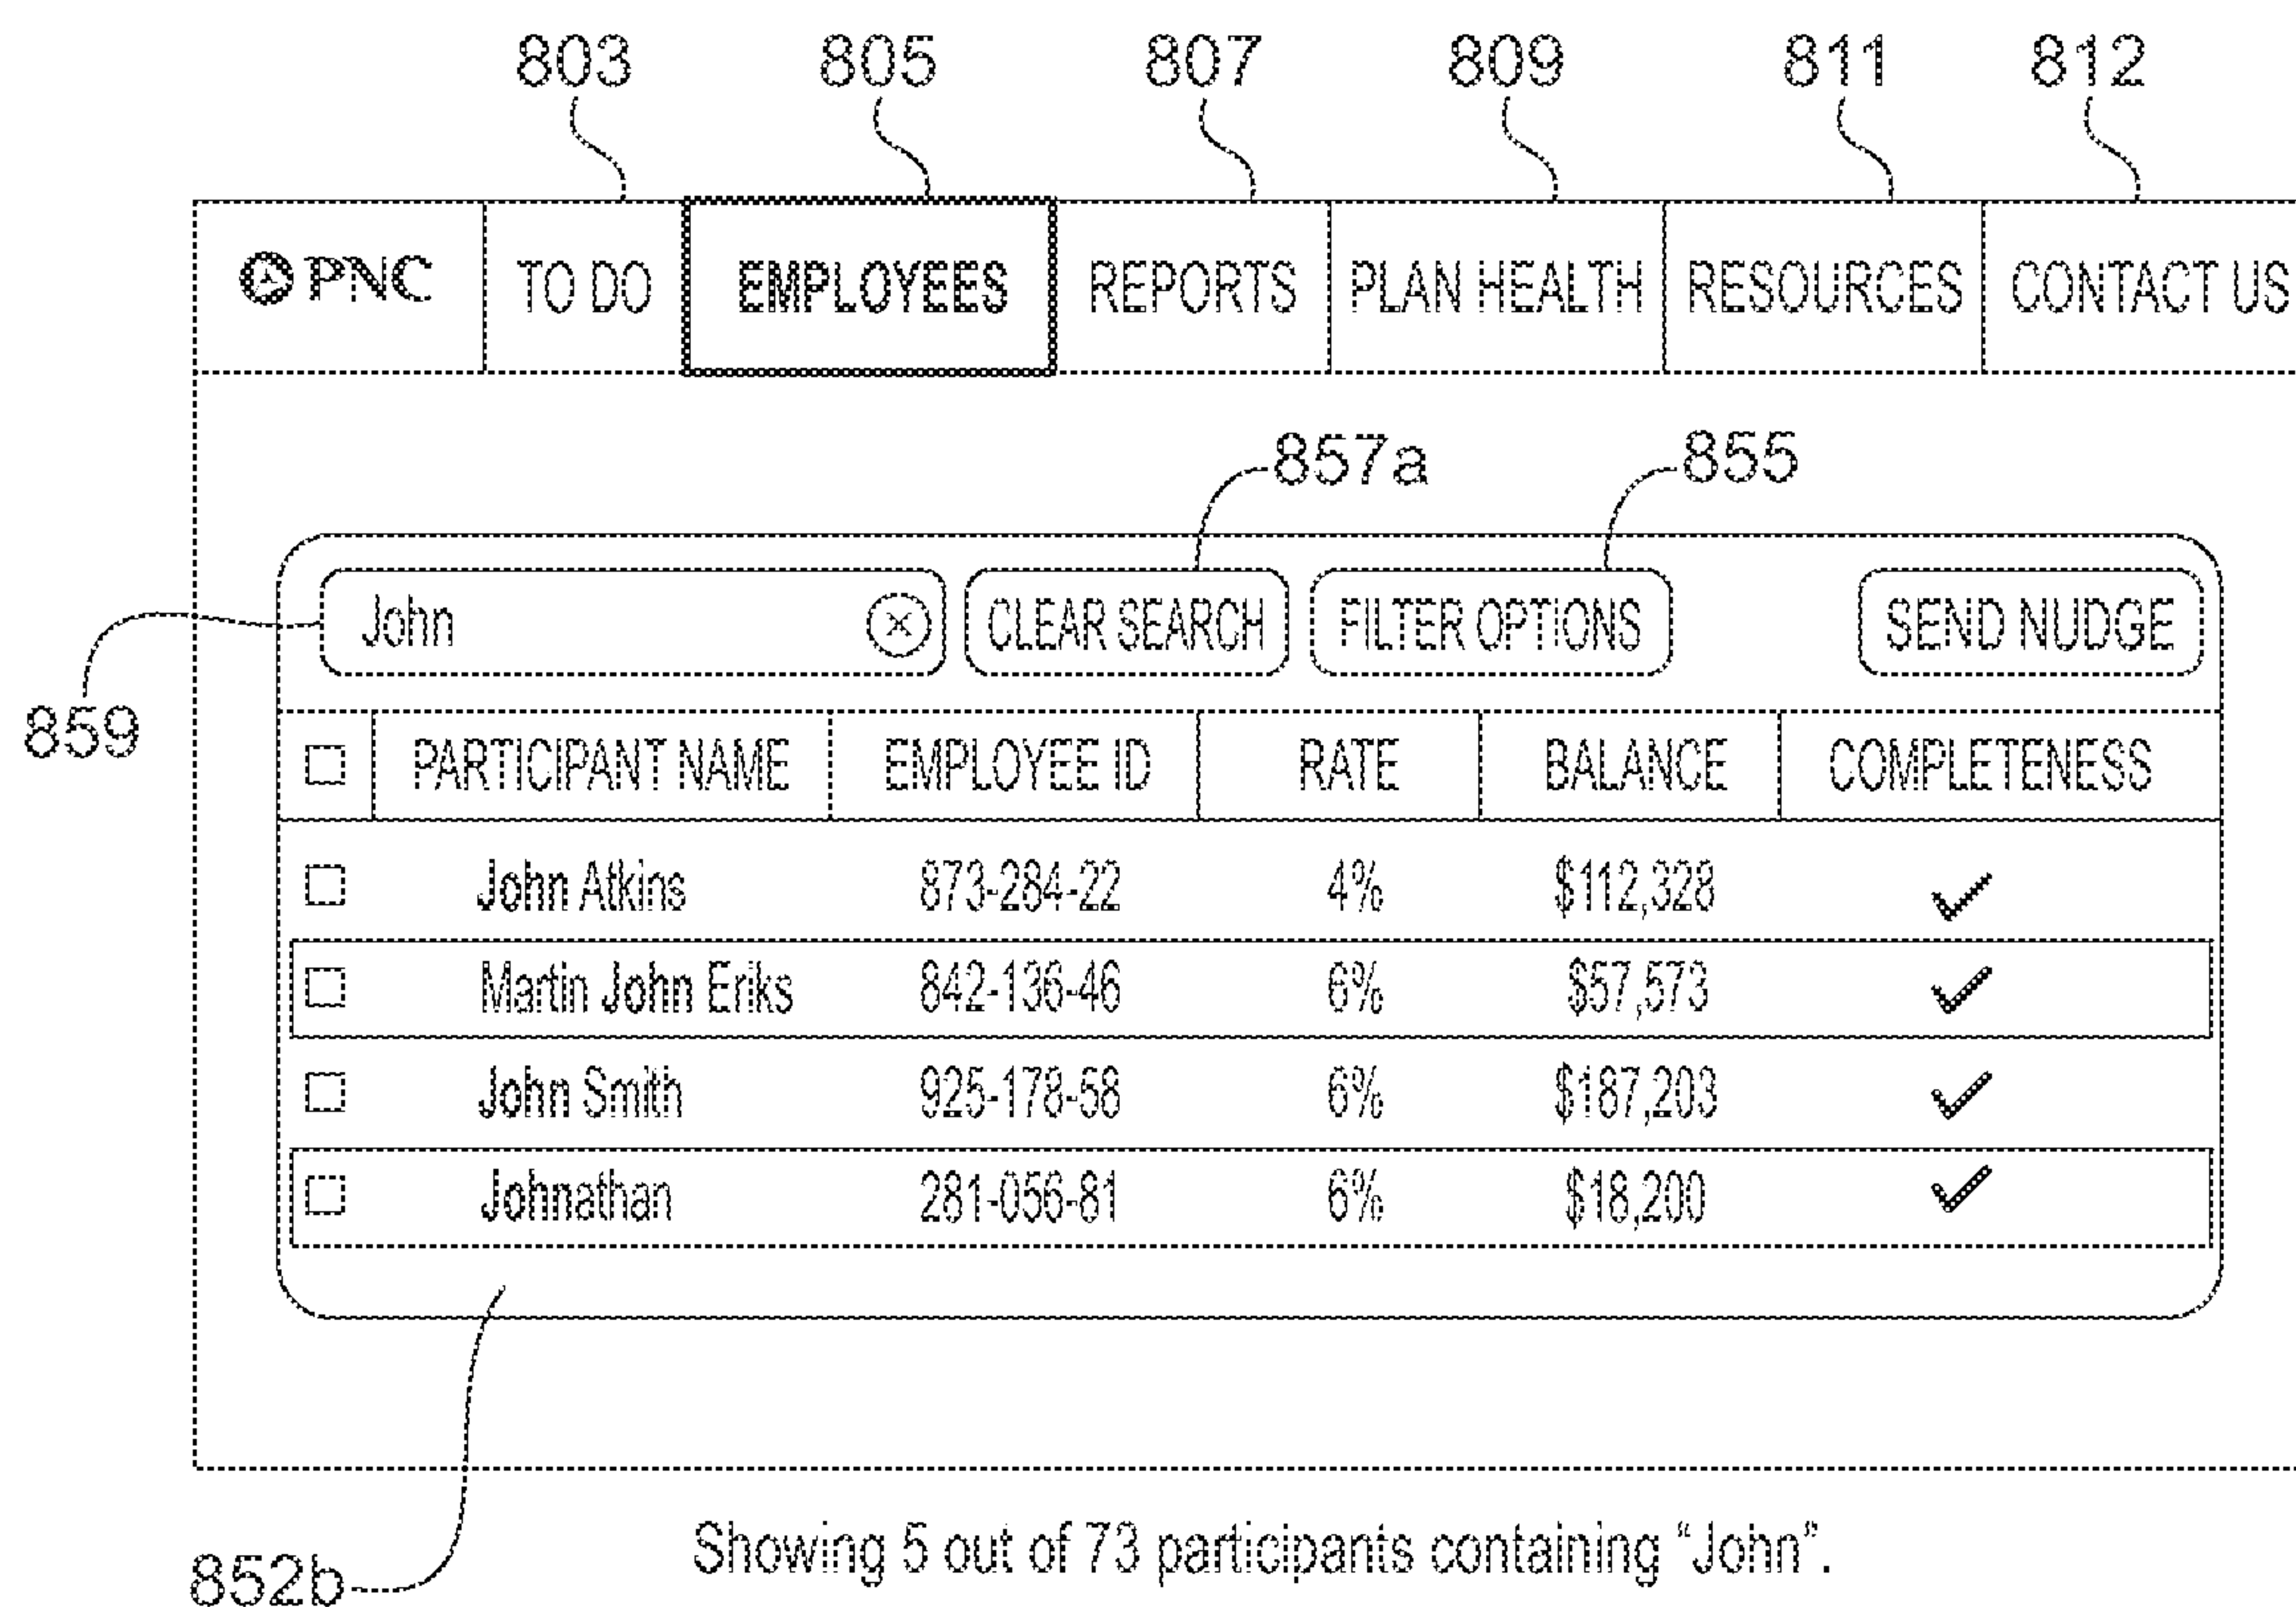 803 805 807 809 811 812
PNC TO DO EMPLOYEES REPORTS PLAN HEALTH RESOURCES CONTACT US
857a 855
John CLEAR SEARCH FILTER OPTIONS SEND NUDGE
859
PARTICIPANT NAME EMPLOYEE ID RATE BALANCE COMPLETENESS
John Atkins 873-284-22 4% $112,328
Martin John Eriks 842-136-46 6% $57,573
John Smith 925-178-58 6% $187,203
Johnathan 281-056-81 6% $18,200
Showing 5 out of 73 participants containing “John”.
852b